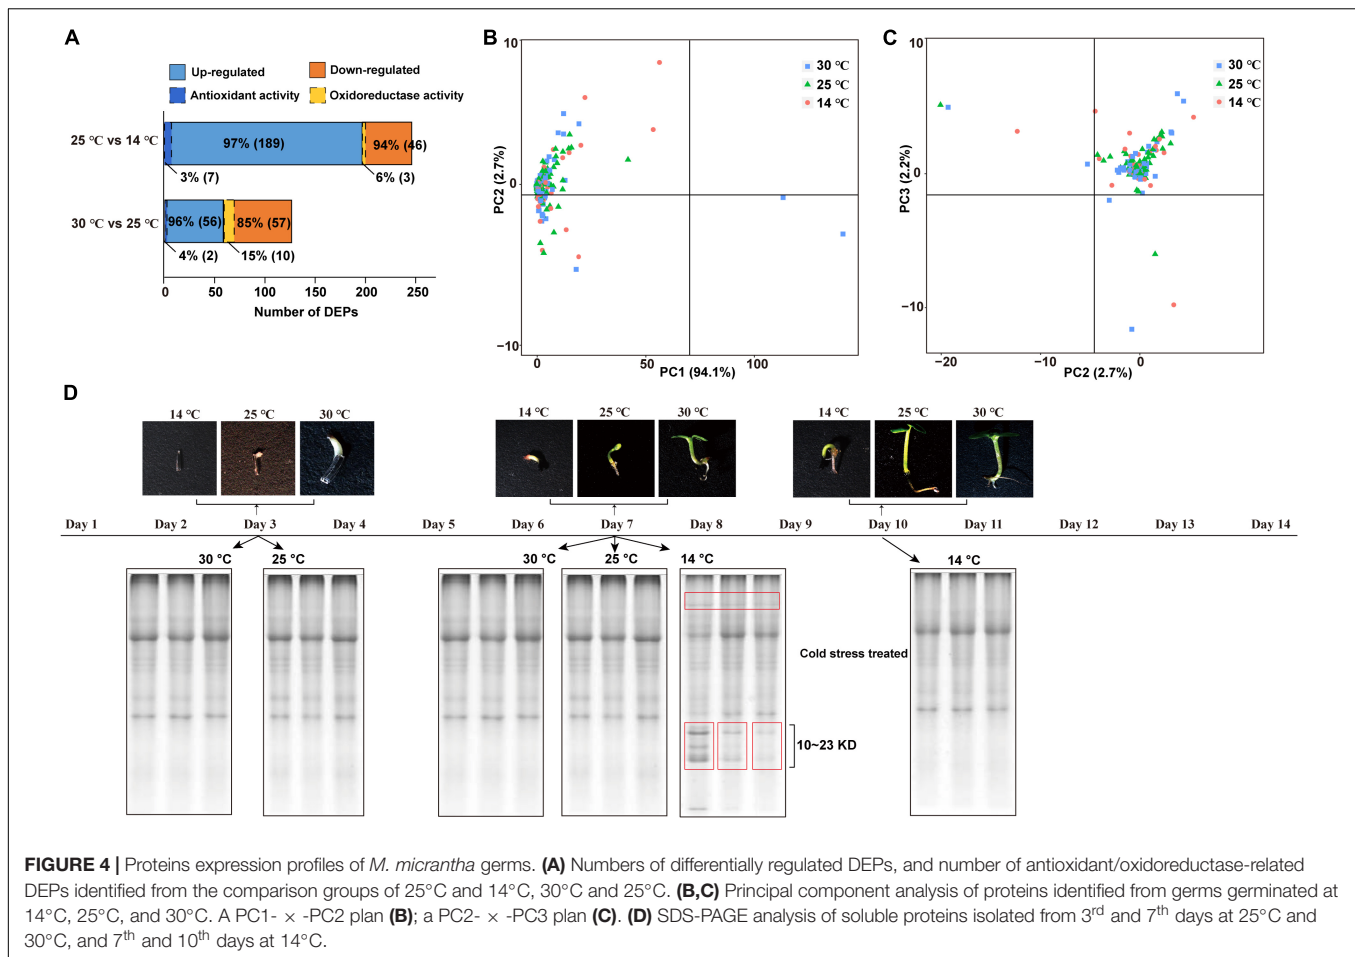 A
Up-regulated
Down-regulated
Antioxidant activity
Oxidoreductase activity
25 °C vs 14 °C
97% (189)
94% (46)
3% (7)
6% (3)
30 °C vs 25 °C
96% (56)
85% (57)
4% (2)
15% (10)
0 50 100 150 200 250
Number of DEPs
B
10
0
−10
PC2 (2.7%)
30 °C
25 °C
14 °C
0 50 100
PC1 (94.1%)
C
10
0
−10
PC3 (2.2%)
30 °C
25 °C
14 °C
−20 −10 0
PC2 (2.7%)
D
14 °C 25 °C 30 °C
14 °C 25 °C 30 °C
14 °C 25 °C 30 °C
Day 1 Day 2 Day 3 Day 4 Day 5 Day 6 Day 7 Day 8 Day 9 Day 10 Day 11 Day 12 Day 13 Day 14
30 °C 25 °C 30 °C 25 °C 14 °C 14 °C
Cold stress treated
10~23 KD
FIGURE 4 | Proteins expression profiles of M. micrantha germs. (A) Numbers of differentially regulated DEPs, and number of antioxidant/oxidoreductase-related
DEPs identified from the comparison groups of 25°C and 14°C, 30°C and 25°C. (B,C) Principal component analysis of proteins identified from germs germinated at
14°C, 25°C, and 30°C. A PC1- × -PC2 plan (B); a PC2- × -PC3 plan (C). (D) SDS-PAGE analysis of soluble proteins isolated from 3rd and 7th days at 25°C and
30°C, and 7th and 10th days at 14°C.